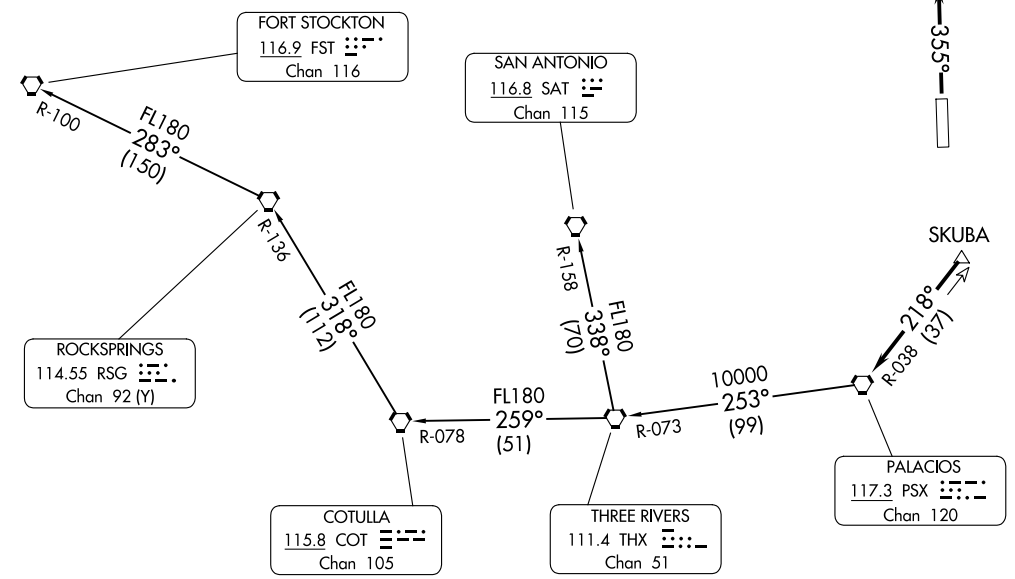 FORT STOCKTON
116.9 FST
Chan 116
355°
SAN ANTONIO
116.8 SAT
Chan 115
R-100
FL180
283°
(150)
R-136
R-158
SKUBA
218°
(37)
R-038
FL180
318°
(112)
FL180
338°
(70)
ROCKSPRINGS
114.55 RSG
Chan 92 (Y)
10000
253°
(99)
R-073
FL180
259°
(51)
R-078
PALACIOS
117.3 PSX
Chan 120
COTULLA
115.8 COT
Chan 105
THREE RIVERS
111.4 THX
Chan 51